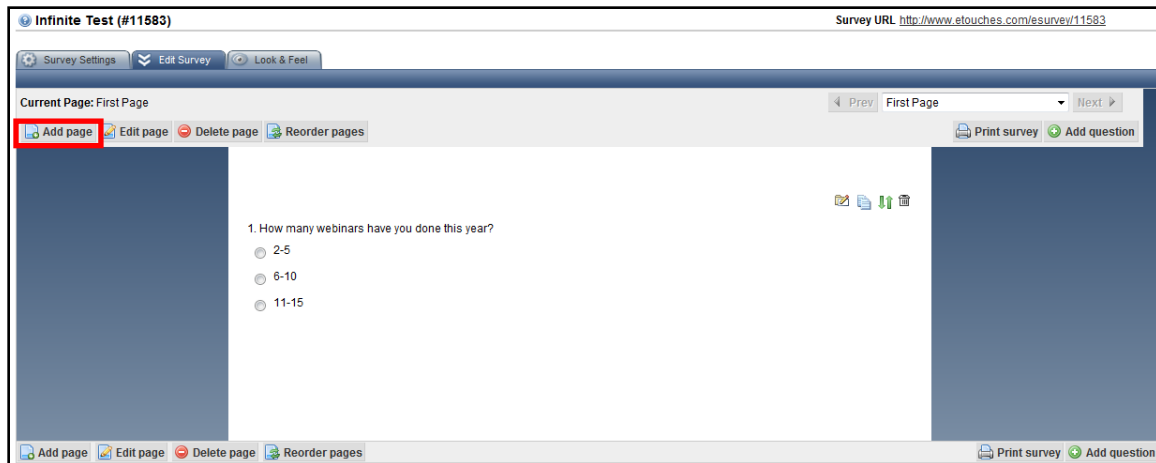 Infinite Test (#11583) Survey URL http://www.etouches.com/esurvey/11583
Survey Settings Edit Survey Look & Feel
Current Page: First Page Prev First Page Next
Add page Edit page Delete page Reorder pages Print survey Add question
1. How many webinars have you done this year?
2-5
6-10
11-15
Add page Edit page Delete page Reorder pages Print survey Add question